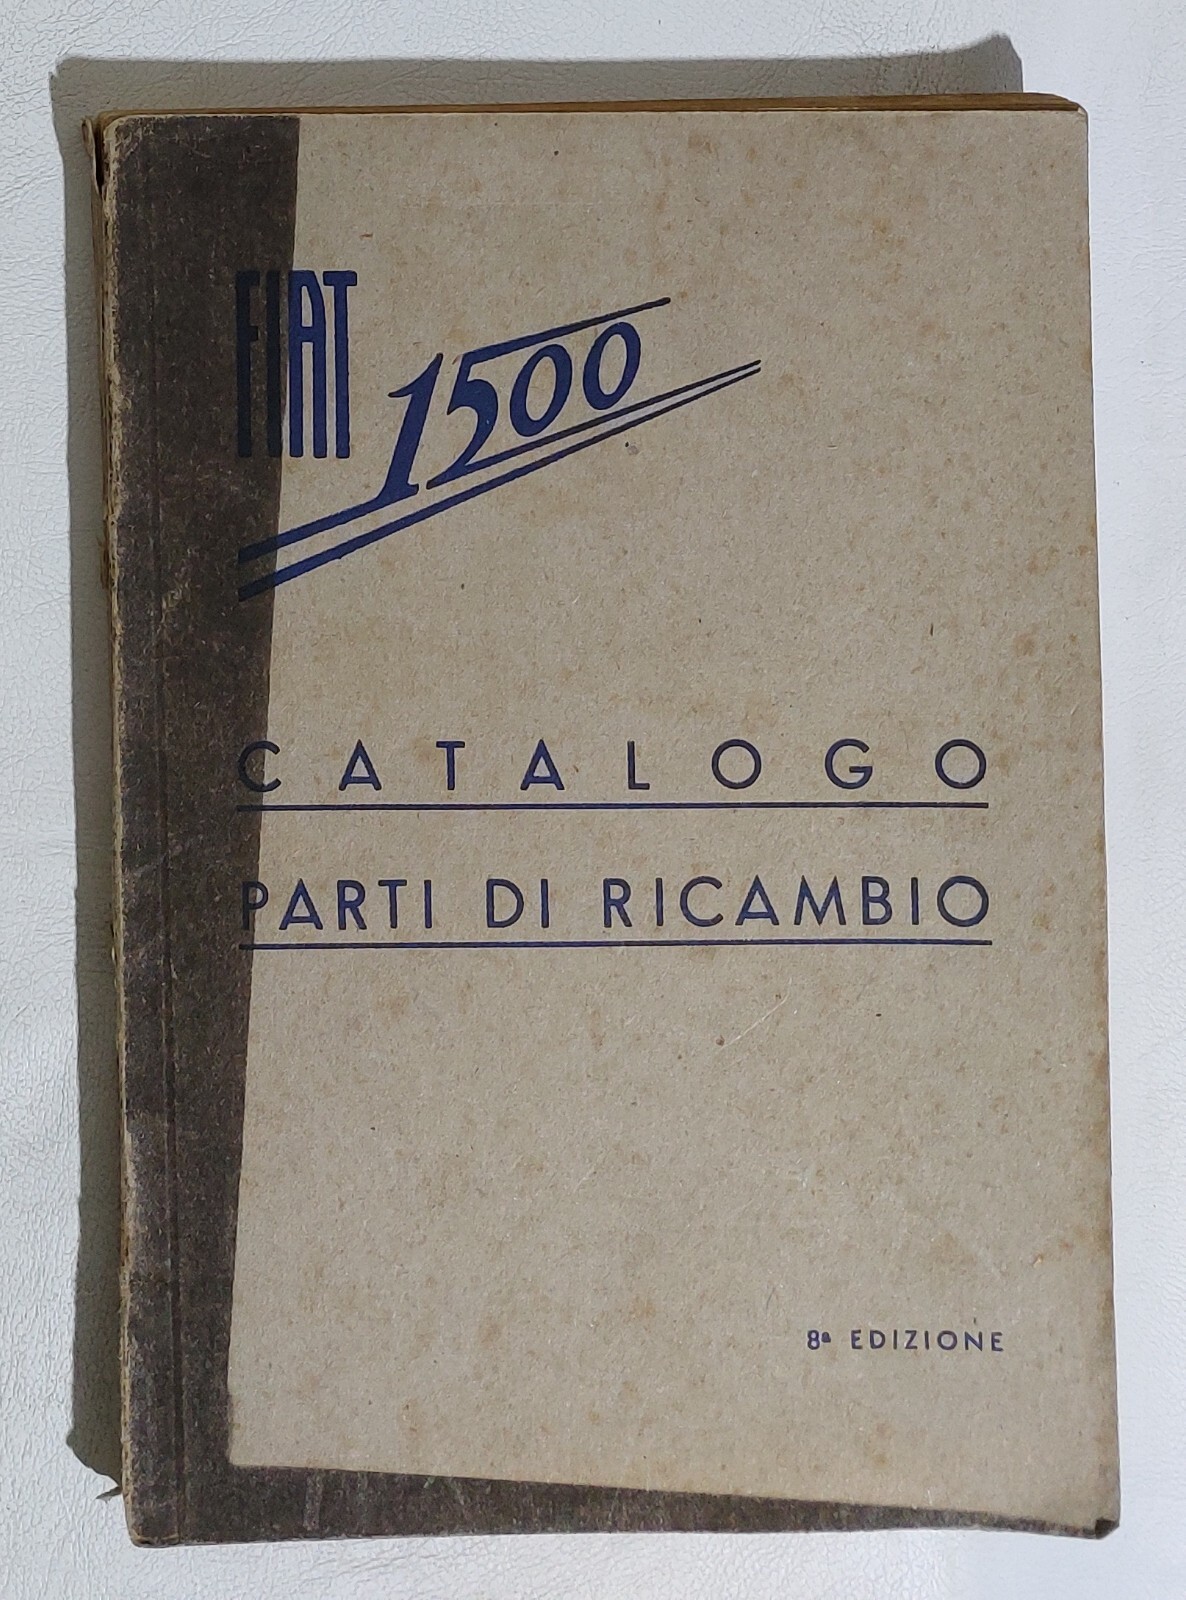 FIAT 1500
CATALOGO
PARTI DI RICAMBIO
8ª EDIZIONE